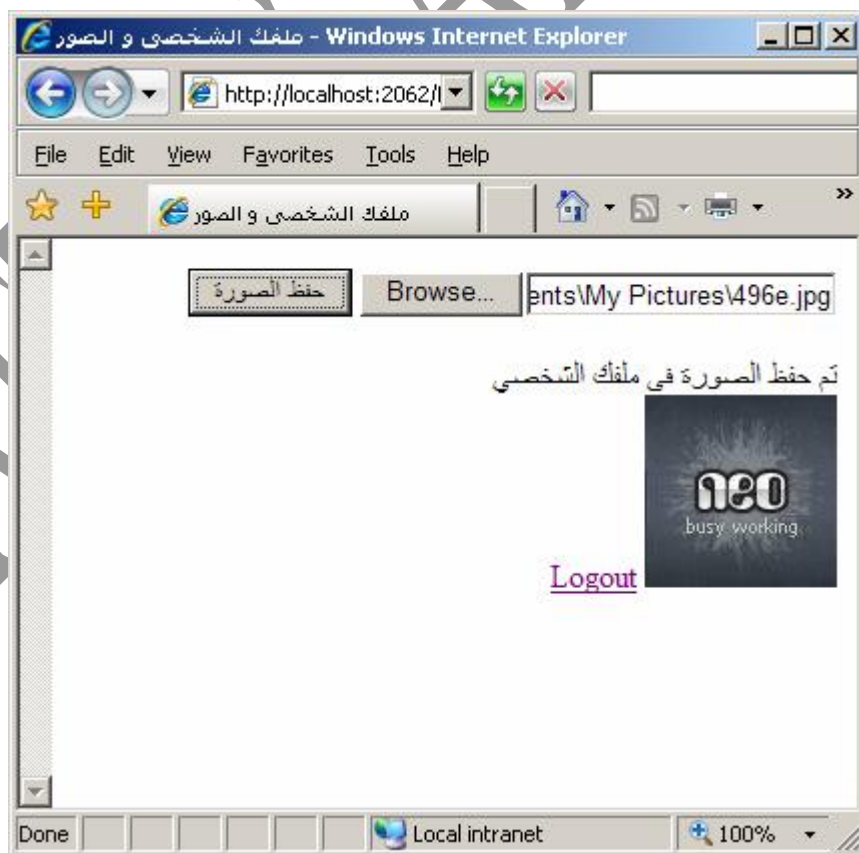 ملفك الشخصى و الصور - Windows Internet Explorer
http://localhost:2062/
File Edit View Favorites Tools Help
ملفك الشخصى و الصور
ents\My Pictures\496e.jpg Browse... حفظ الصورة
تم حفظ الصورة فى ملفك الشخصي
neo
busy working.
Logout
Done Local intranet 100%